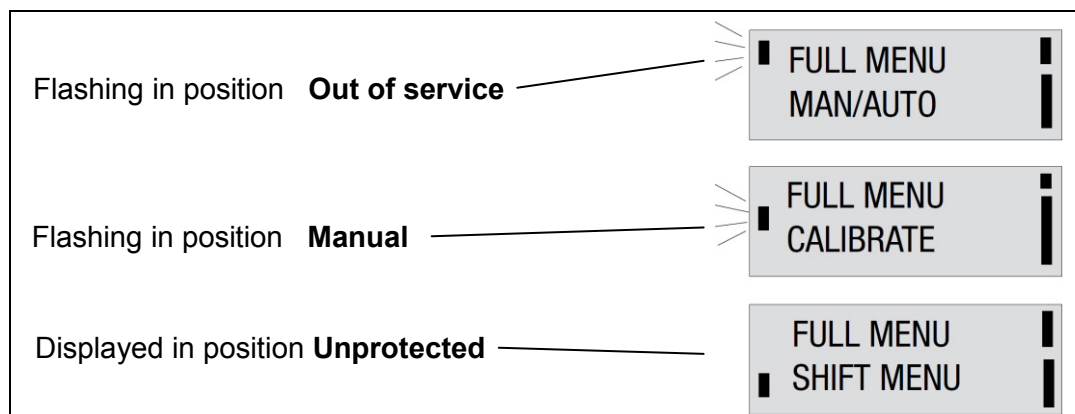 Flashing in position Out of service
FULL MENU
MAN/AUTO
Flashing in position Manual
FULL MENU
CALIBRATE
Displayed in position Unprotected
FULL MENU
SHIFT MENU